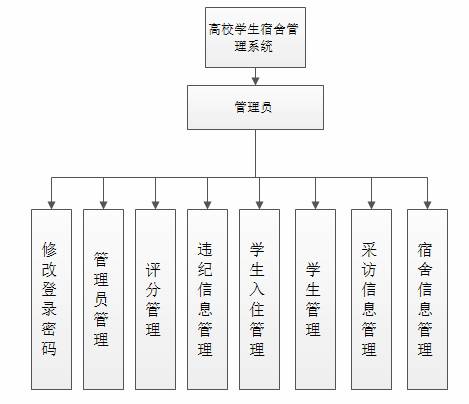 高校学生宿舍管
理系统
管理员
修改登录密码
管理员管理
评分管理
违纪信息管理
学生入住管理
学生管理
采访信息管理
宿舍信息管理